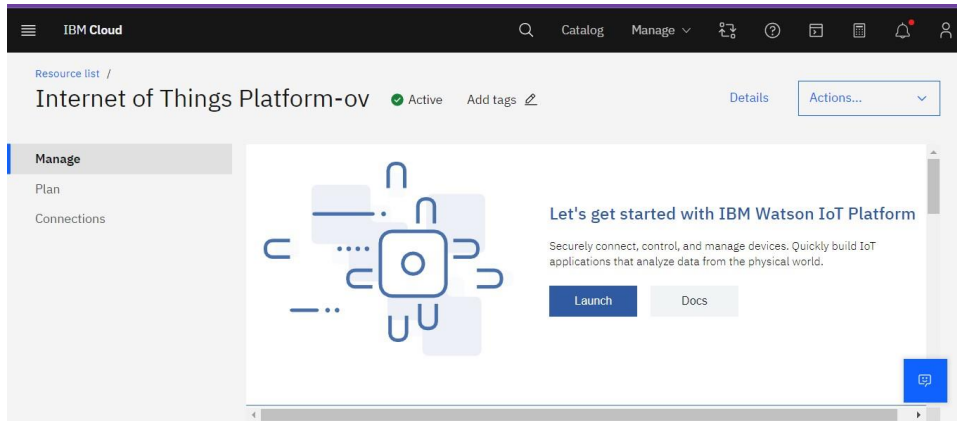 IBM Cloud
Catalog
Manage
Resource list /
Internet of Things Platform-ov
Active
Add tags
Details
Actions...
Manage
Plan
Connections
Let's get started with IBM Watson IoT Platform
Securely connect, control, and manage devices. Quickly build IoT
applications that analyze data from the physical world.
Launch
Docs